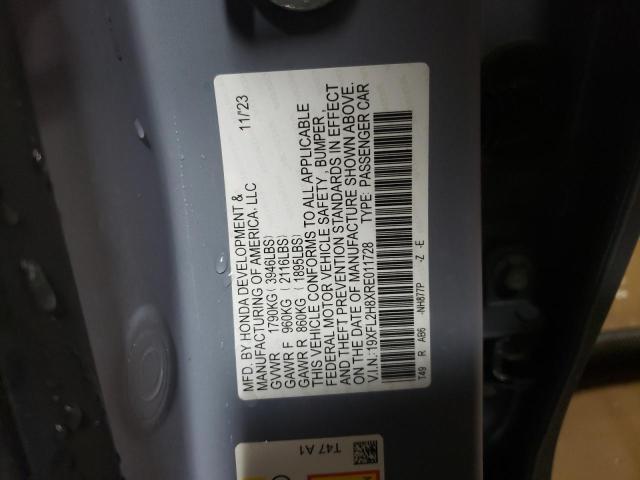 MFD. BY HONDA DEVELOPMENT & 11/'23
MANUFACTURING OF AMERICA, LLC
GVWR 1790KG(3946LBS)
GAWR F 960KG (2116LBS)
GAWR R 860KG (1895LBS)
THIS VEHICLE CONFORMS TO ALL APPLICABLE
FEDERAL MOTOR VEHICLE SAFETY, BUMPER,
AND THEFT PREVENTION STANDARDS IN EFFECT
ON THE DATE OF MANUFACTURE SHOWN ABOVE.
V.I.N.:19XFL2H8XRE011728 TYPE: PASSENGER CAR
T49 R AB6 -NH877P -Z -E
T47 A1